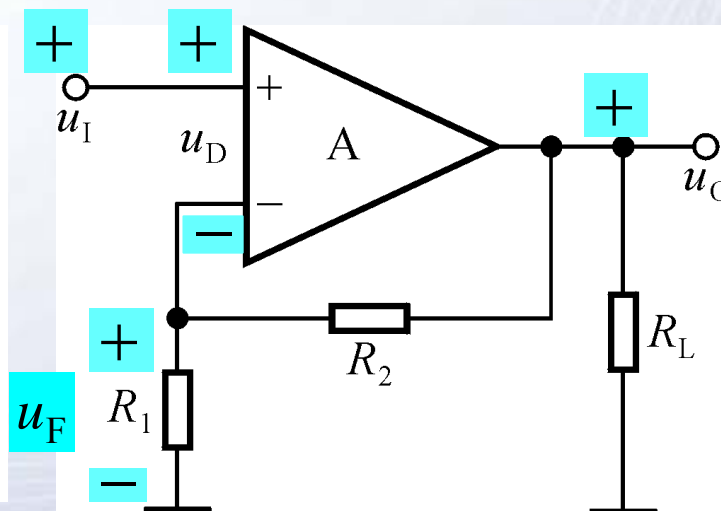 + +
+
u_I
+
u_D
A
−
u_O
−
+
R_2
R_L
u_F
R_1
−